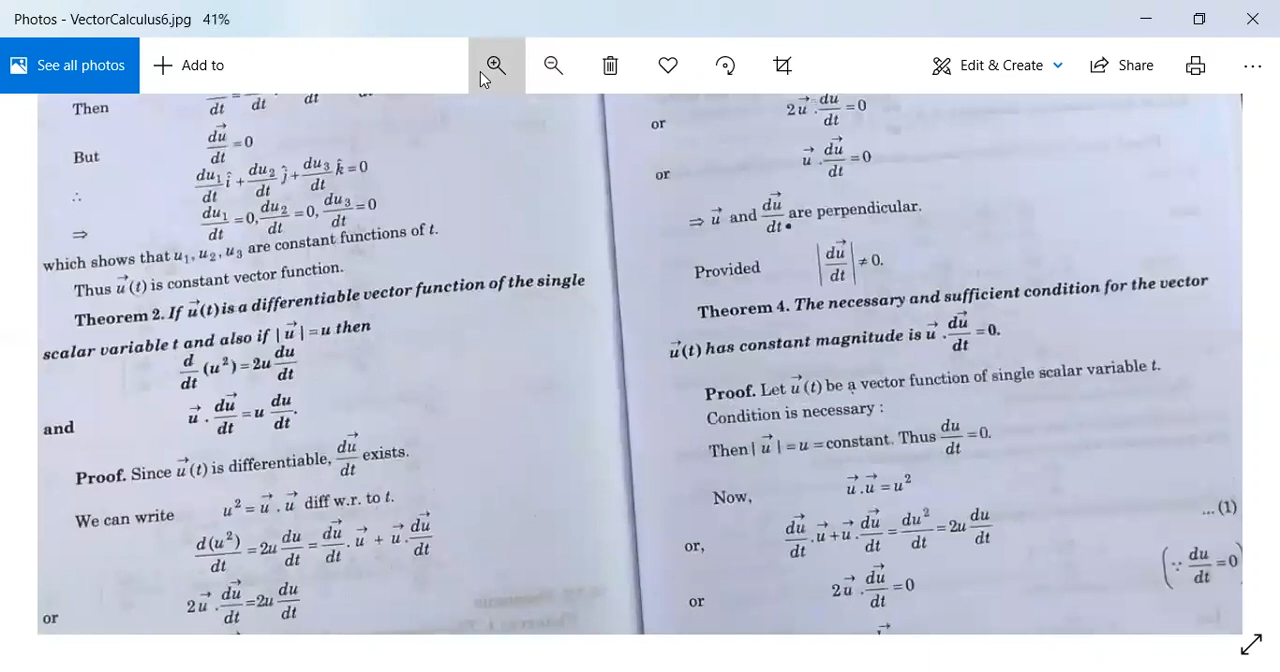 Photos - VectorCalculus6.jpg 41%
See all photos
Add to
Edit & Create
Share
Then dt = dt dt
But du⃗/dt = 0
∴ du₁/dt î + du₂/dt ĵ + du₃/dt k̂ = 0
⇒ du₁/dt = 0, du₂/dt = 0, du₃/dt = 0
which shows that u₁, u₂, u₃ are constant functions of t.
Thus u⃗(t) is constant vector function.
Theorem 2. If u⃗(t) is a differentiable vector function of the single
scalar variable t and also if |u⃗| = u then
d/dt (u²) = 2u du/dt
and u⃗ . du⃗/dt = u du/dt.
Proof. Since u⃗(t) is differentiable, du⃗/dt exists.
We can write u² = u⃗ . u⃗ diff w.r. to t.
d(u²)/dt = 2u du/dt = du⃗/dt . u⃗ + u⃗ . du⃗/dt
or 2u⃗ . du⃗/dt = 2u du/dt
or 2u⃗ . du⃗/dt = 0
or u⃗ . du⃗/dt = 0
⇒ u⃗ and du⃗/dt are perpendicular.
Provided |du⃗/dt| ≠ 0.
Theorem 4. The necessary and sufficient condition for the vector
u⃗(t) has constant magnitude is u⃗ . du⃗/dt = 0.
Proof. Let u⃗(t) be a vector function of single scalar variable t.
Condition is necessary :
Then |u⃗| = u = constant. Thus du/dt = 0.
Now, u⃗ . u⃗ = u² ... (1)
or, du⃗/dt . u⃗ + u⃗ . du⃗/dt = du²/dt = 2u du/dt
or 2u⃗ . du⃗/dt = 0 (∵ du/dt = 0